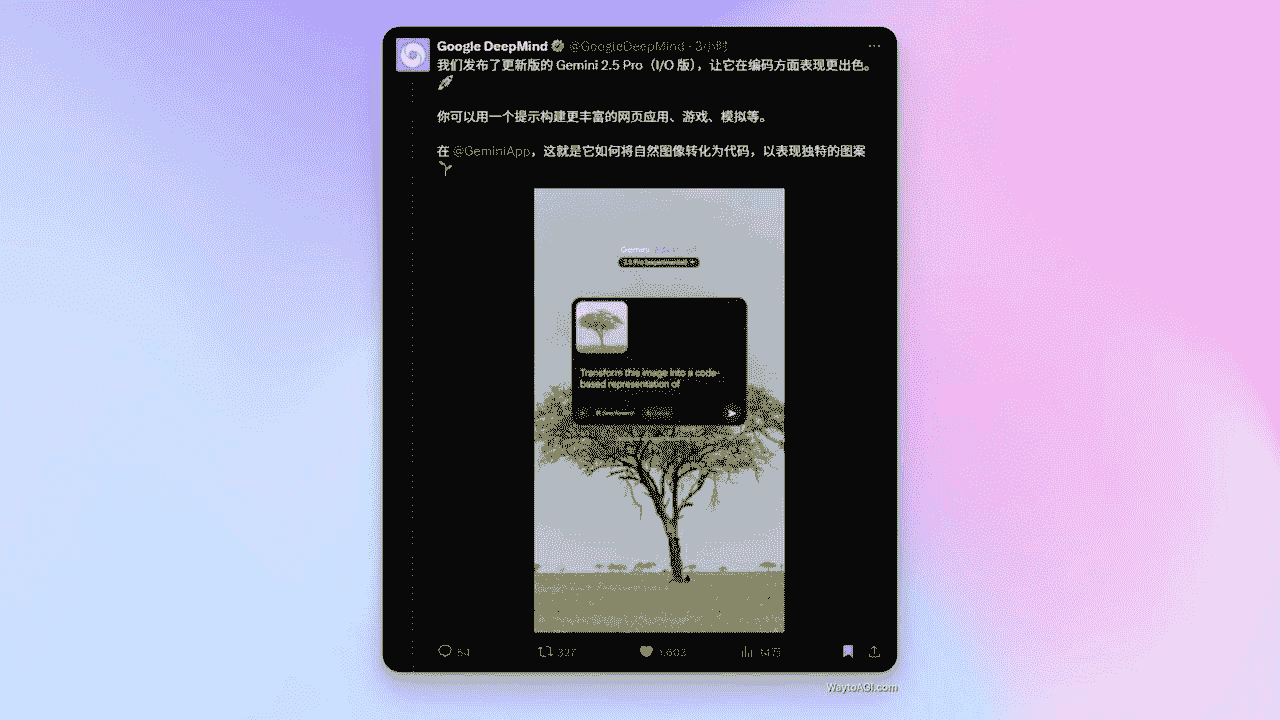 Google DeepMind @GoogleDeepMind · 3小时
我们发布了更新版的 Gemini 2.5 Pro（I/O 版），让它在编码方面表现更出色。
你可以用一个提示构建更丰富的网页应用、游戏、模拟等。
在 @GeminiApp，这就是它如何将自然图像转化为代码，以表现独特的图案
Gemini
Transform this image into a code-
based representation of
327
WaytoAGI.com